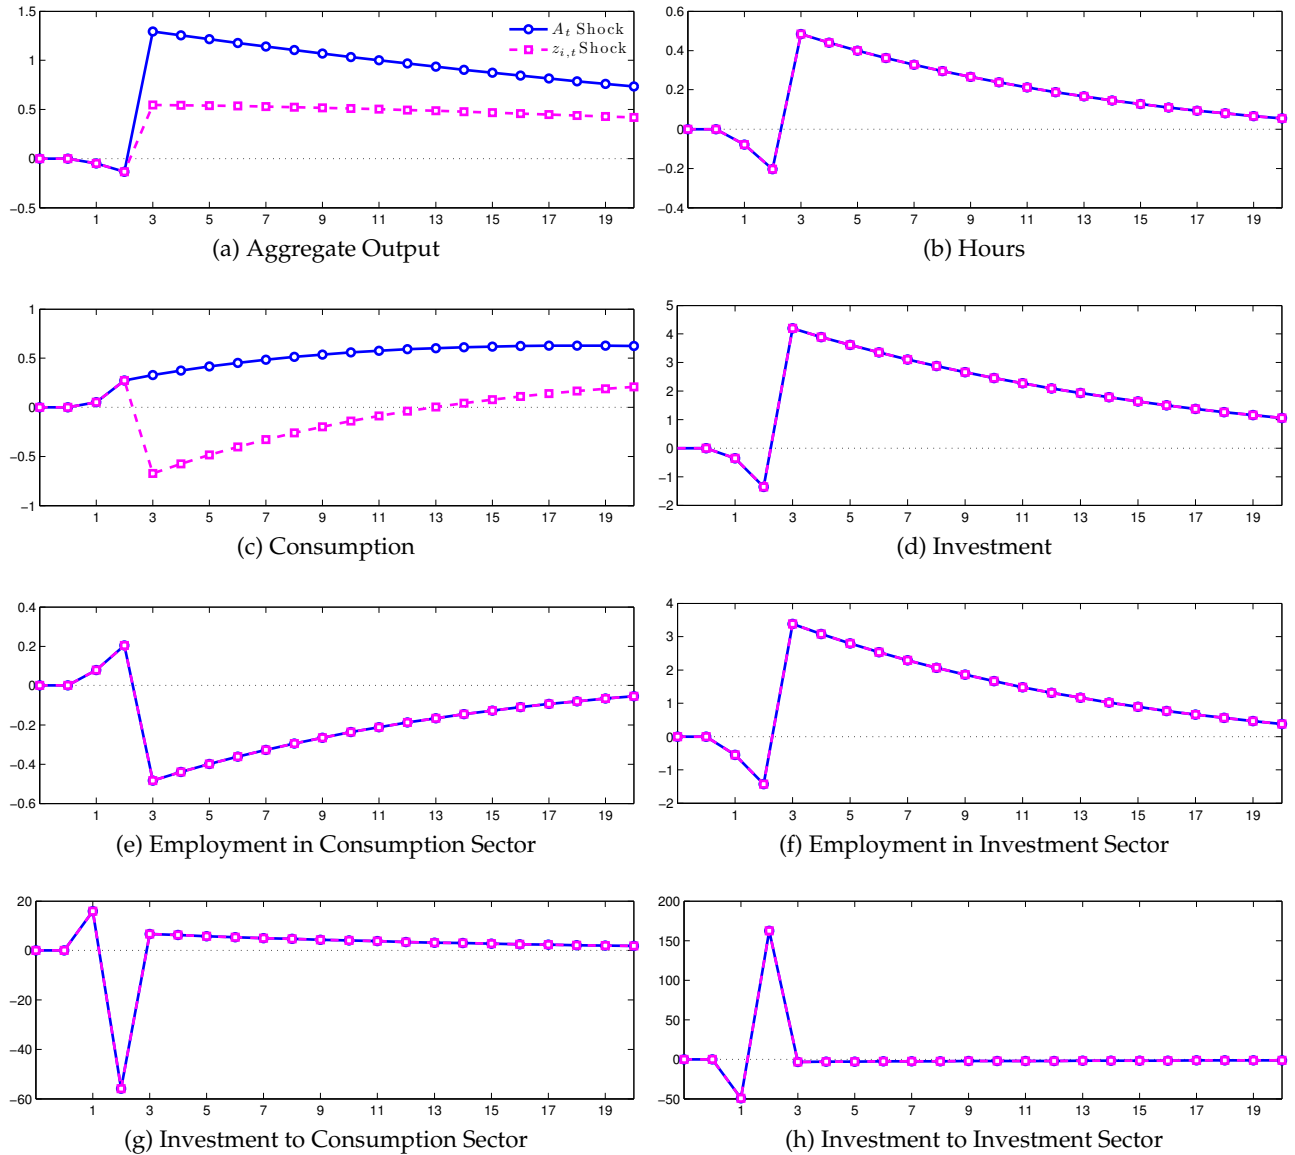 1.5
1
0.5
0
−0.5
A_t Shock
z_{i,t} Shock
1 3 5 7 9 11 13 15 17 19
(a) Aggregate Output
0.6
0.4
0.2
0
−0.2
0.4
1 3 5 7 9 11 13 15 17 19
(b) Hours
1
0.5
0
−0.5
−1
1 3 5 7 9 11 13 15 17 19
(c) Consumption
5
4
3
2
1
0
−1
−2
1 3 5 7 9 11 13 15 17 19
(d) Investment
0.4
0.2
0
−0.2
−0.4
−0.6
1 3 5 7 9 11 13 15 17 19
(e) Employment in Consumption Sector
4
3
2
1
0
−1
−2
1 3 5 7 9 11 13 15 17 19
(f) Employment in Investment Sector
20
0
−20
−40
−60
1 3 5 7 9 11 13 15 17 19
(g) Investment to Consumption Sector
200
150
100
50
0
−50
1 3 5 7 9 11 13 15 17 19
(h) Investment to Investment Sector